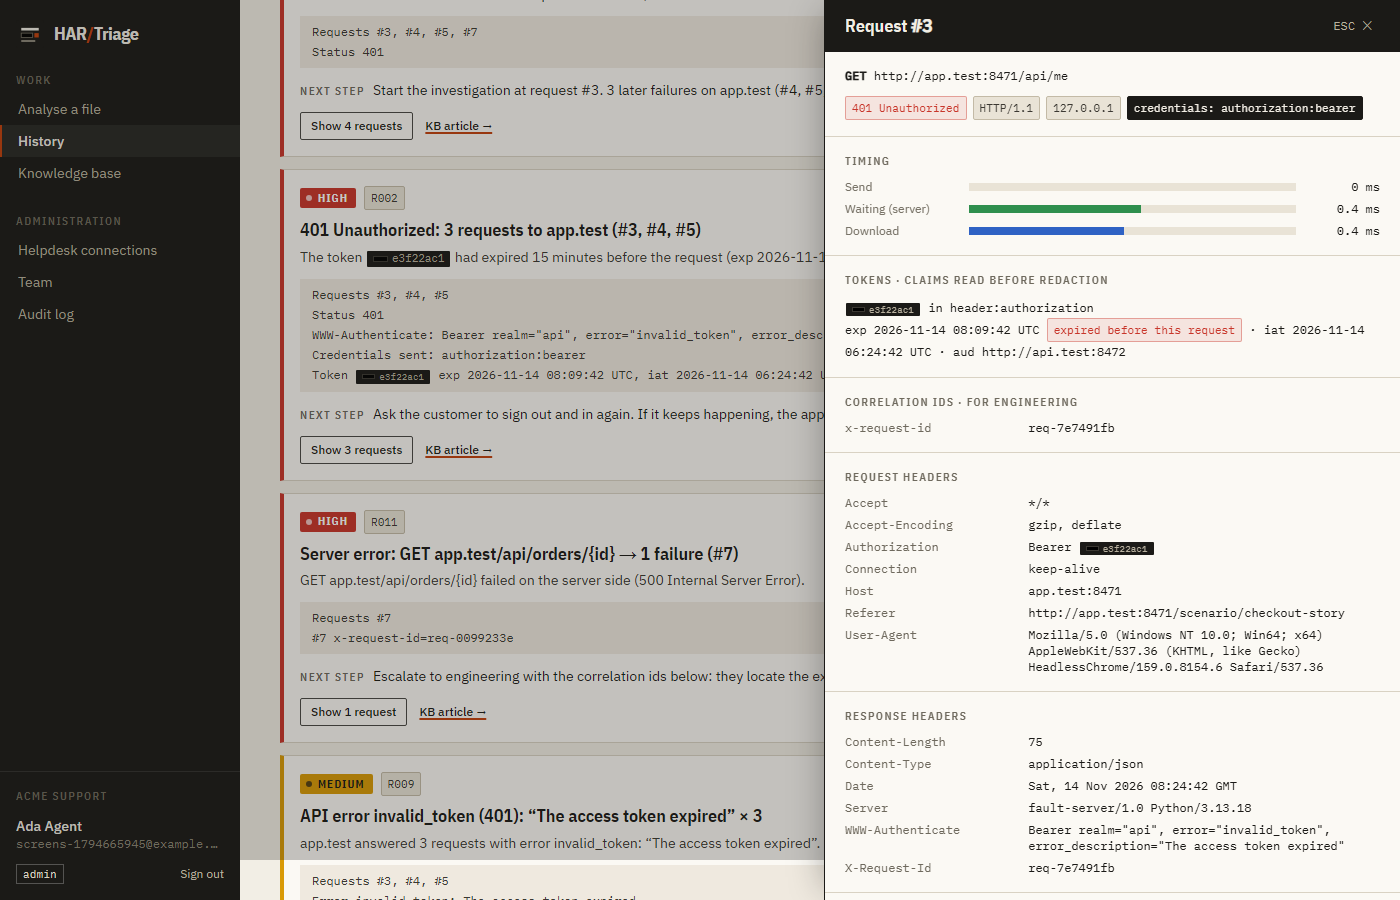 HAR/Triage
WORK
Analyse a file
History
Knowledge base
ADMINISTRATION
Helpdesk connections
Team
Audit log
ACME SUPPORT
Ada Agent
screens-1794665945@example.…
admin
Sign out
Requests #3, #4, #5, #7
Status 401
NEXT STEP Start the investigation at request #3. 3 later failures on app.test (#4, #5
Show 4 requests
KB article →
HIGH R002
401 Unauthorized: 3 requests to app.test (#3, #4, #5)
The token e3f22ac1 had expired 15 minutes before the request (exp 2026-11-1
Requests #3, #4, #5
Status 401
WWW-Authenticate: Bearer realm="api", error="invalid_token", error_desc
Credentials sent: authorization:bearer
Token e3f22ac1 exp 2026-11-14 08:09:42 UTC, iat 2026-11-14 06:24:42 U
NEXT STEP Ask the customer to sign out and in again. If it keeps happening, the app
Show 3 requests
KB article →
HIGH R011
Server error: GET app.test/api/orders/{id} → 1 failure (#7)
GET app.test/api/orders/{id} failed on the server side (500 Internal Server Error).
Requests #7
#7 x-request-id=req-0099233e
NEXT STEP Escalate to engineering with the correlation ids below: they locate the ex
Show 1 request
KB article →
MEDIUM R009
API error invalid_token (401): “The access token expired” × 3
app.test answered 3 requests with error invalid_token: “The access token expired”.
Requests #3, #4, #5
Error invalid_token: The access token expired
Request #3
ESC ×
GET http://app.test:8471/api/me
401 Unauthorized HTTP/1.1 127.0.0.1 credentials: authorization:bearer
TIMING
Send 0 ms
Waiting (server) 0.4 ms
Download 0.4 ms
TOKENS · CLAIMS READ BEFORE REDACTION
e3f22ac1 in header:authorization
exp 2026-11-14 08:09:42 UTC expired before this request · iat 2026-11-14
06:24:42 UTC · aud http://api.test:8472
CORRELATION IDS · FOR ENGINEERING
x-request-id req-7e7491fb
REQUEST HEADERS
Accept */*
Accept-Encoding gzip, deflate
Authorization Bearer e3f22ac1
Connection keep-alive
Host app.test:8471
Referer http://app.test:8471/scenario/checkout-story
User-Agent Mozilla/5.0 (Windows NT 10.0; Win64; x64)
AppleWebKit/537.36 (KHTML, like Gecko)
HeadlessChrome/159.0.8154.6 Safari/537.36
RESPONSE HEADERS
Content-Length 75
Content-Type application/json
Date Sat, 14 Nov 2026 08:24:42 GMT
Server fault-server/1.0 Python/3.13.18
WWW-Authenticate Bearer realm="api", error="invalid_token",
error_description="The access token expired"
X-Request-Id req-7e7491fb